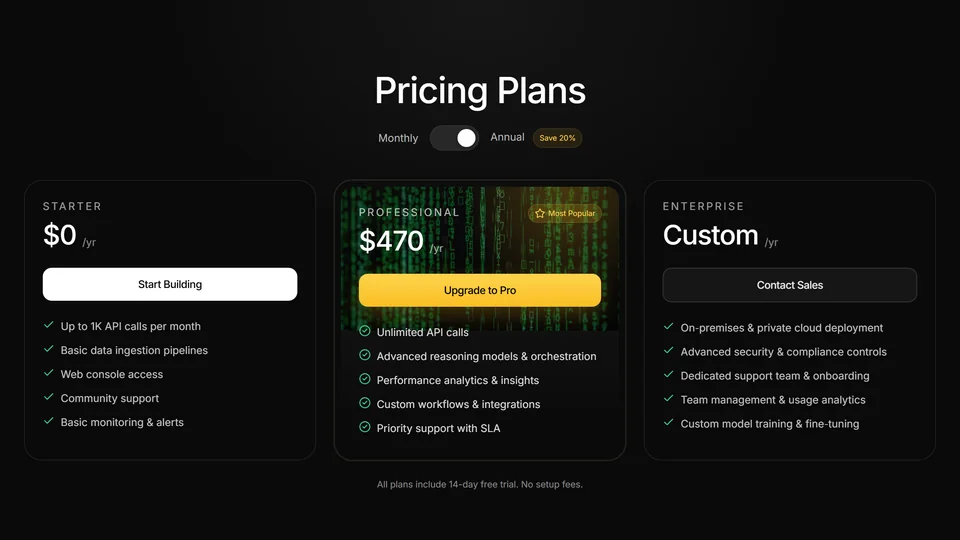 Pricing Plans
Monthly
Annual
Save 20%
STARTER
$0 /yr
Start Building
Up to 1K API calls per month
Basic data ingestion pipelines
Web console access
Community support
Basic monitoring & alerts
PROFESSIONAL
Most Popular
$470 /yr
Upgrade to Pro
Unlimited API calls
Advanced reasoning models & orchestration
Performance analytics & insights
Custom workflows & integrations
Priority support with SLA
ENTERPRISE
Custom /yr
Contact Sales
On-premises & private cloud deployment
Advanced security & compliance controls
Dedicated support team & onboarding
Team management & usage analytics
Custom model training & fine-tuning
All plans include 14-day free trial. No setup fees.